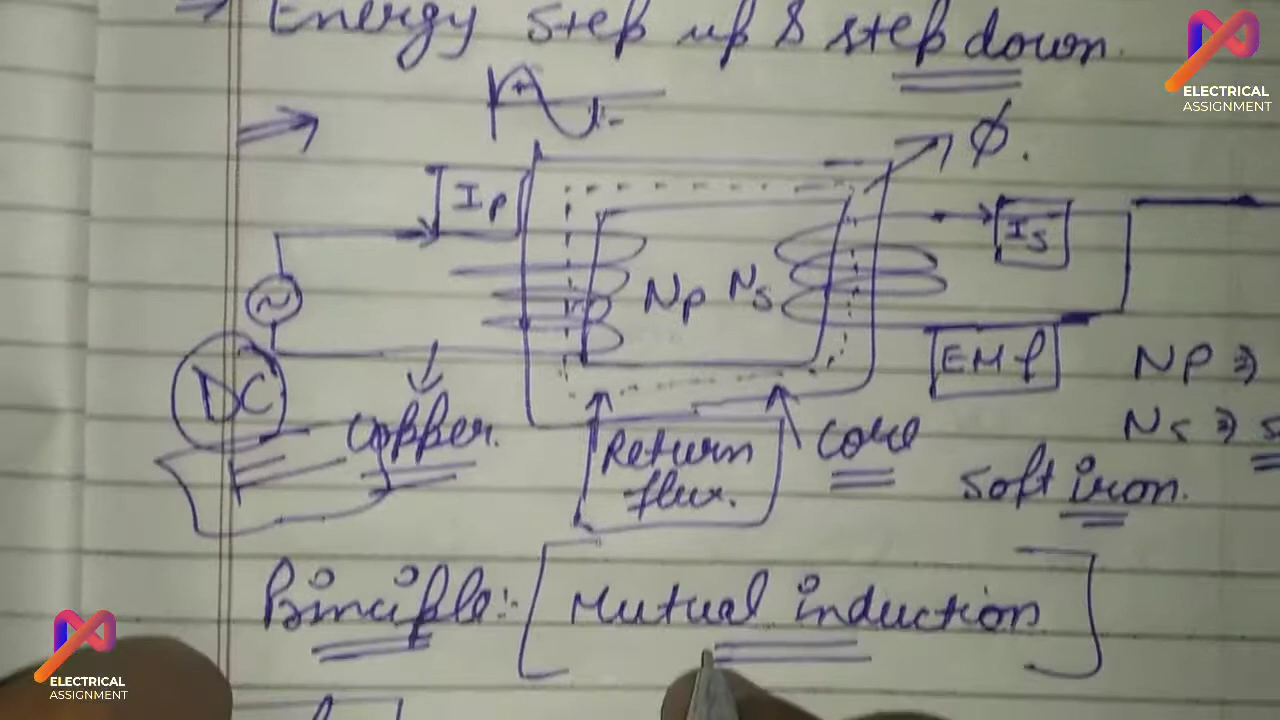 Energy step up & step down.
ELECTRICAL
ASSIGNMENT
+
-
Φ.
IP
IS
~
NP NS
EMf
NP ⇒
NS ⇒ S
DC
Copper.
Return
flux.
Core
Soft iron.
Principle:- [Mutual induction]
ELECTRICAL
ASSIGNMENT